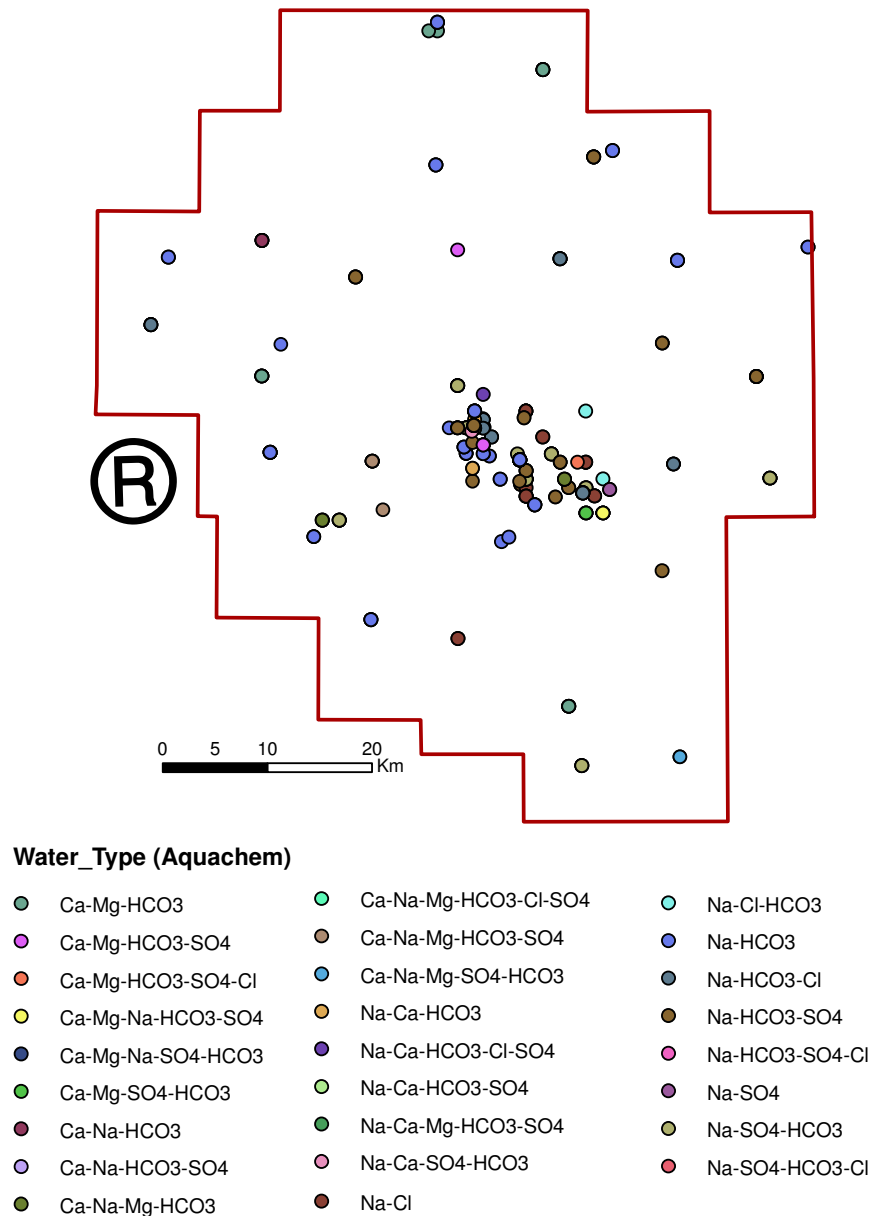 R
0 5 10 20
Km
Water_Type (Aquachem)
Ca-Mg-HCO3
Ca-Mg-HCO3-SO4
Ca-Mg-HCO3-SO4-Cl
Ca-Mg-Na-HCO3-SO4
Ca-Mg-Na-SO4-HCO3
Ca-Mg-SO4-HCO3
Ca-Na-HCO3
Ca-Na-HCO3-SO4
Ca-Na-Mg-HCO3
Ca-Na-Mg-HCO3-Cl-SO4
Ca-Na-Mg-HCO3-SO4
Ca-Na-Mg-SO4-HCO3
Na-Ca-HCO3
Na-Ca-HCO3-Cl-SO4
Na-Ca-HCO3-SO4
Na-Ca-Mg-HCO3-SO4
Na-Ca-SO4-HCO3
Na-Cl
Na-Cl-HCO3
Na-HCO3
Na-HCO3-Cl
Na-HCO3-SO4
Na-HCO3-SO4-Cl
Na-SO4
Na-SO4-HCO3
Na-SO4-HCO3-Cl